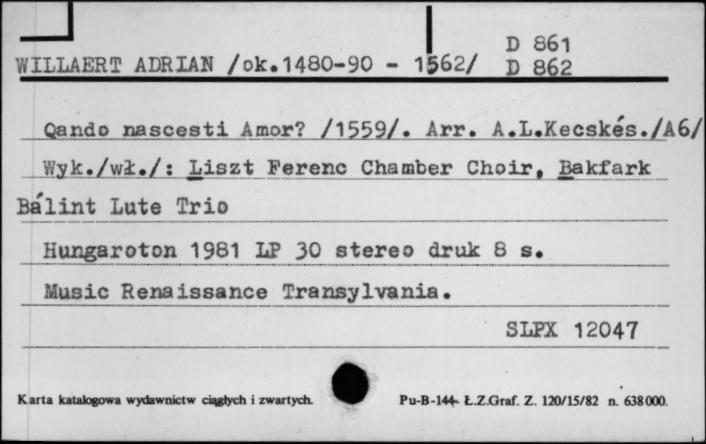 D 861
WILLAERT ADRIAN /ok.1480-90 - 1562/ D 862
Qando nascesti Amor? /1559/. Arr. A.L.Kecskés./A6/
Wyk./wł./: Liszt Ferenc Chamber Choir, Bakfark
Bálint Lute Trio
Hungaroton 1981 LP 30 stereo druk 8 s.
Music Renaissance Transylvania.
SLPX 12047
Karta katalogowa wydawnictw ciągłych i zwartych. Pu-B-144 Ł.Z.Graf. Z. 120/15/82 n. 638000.